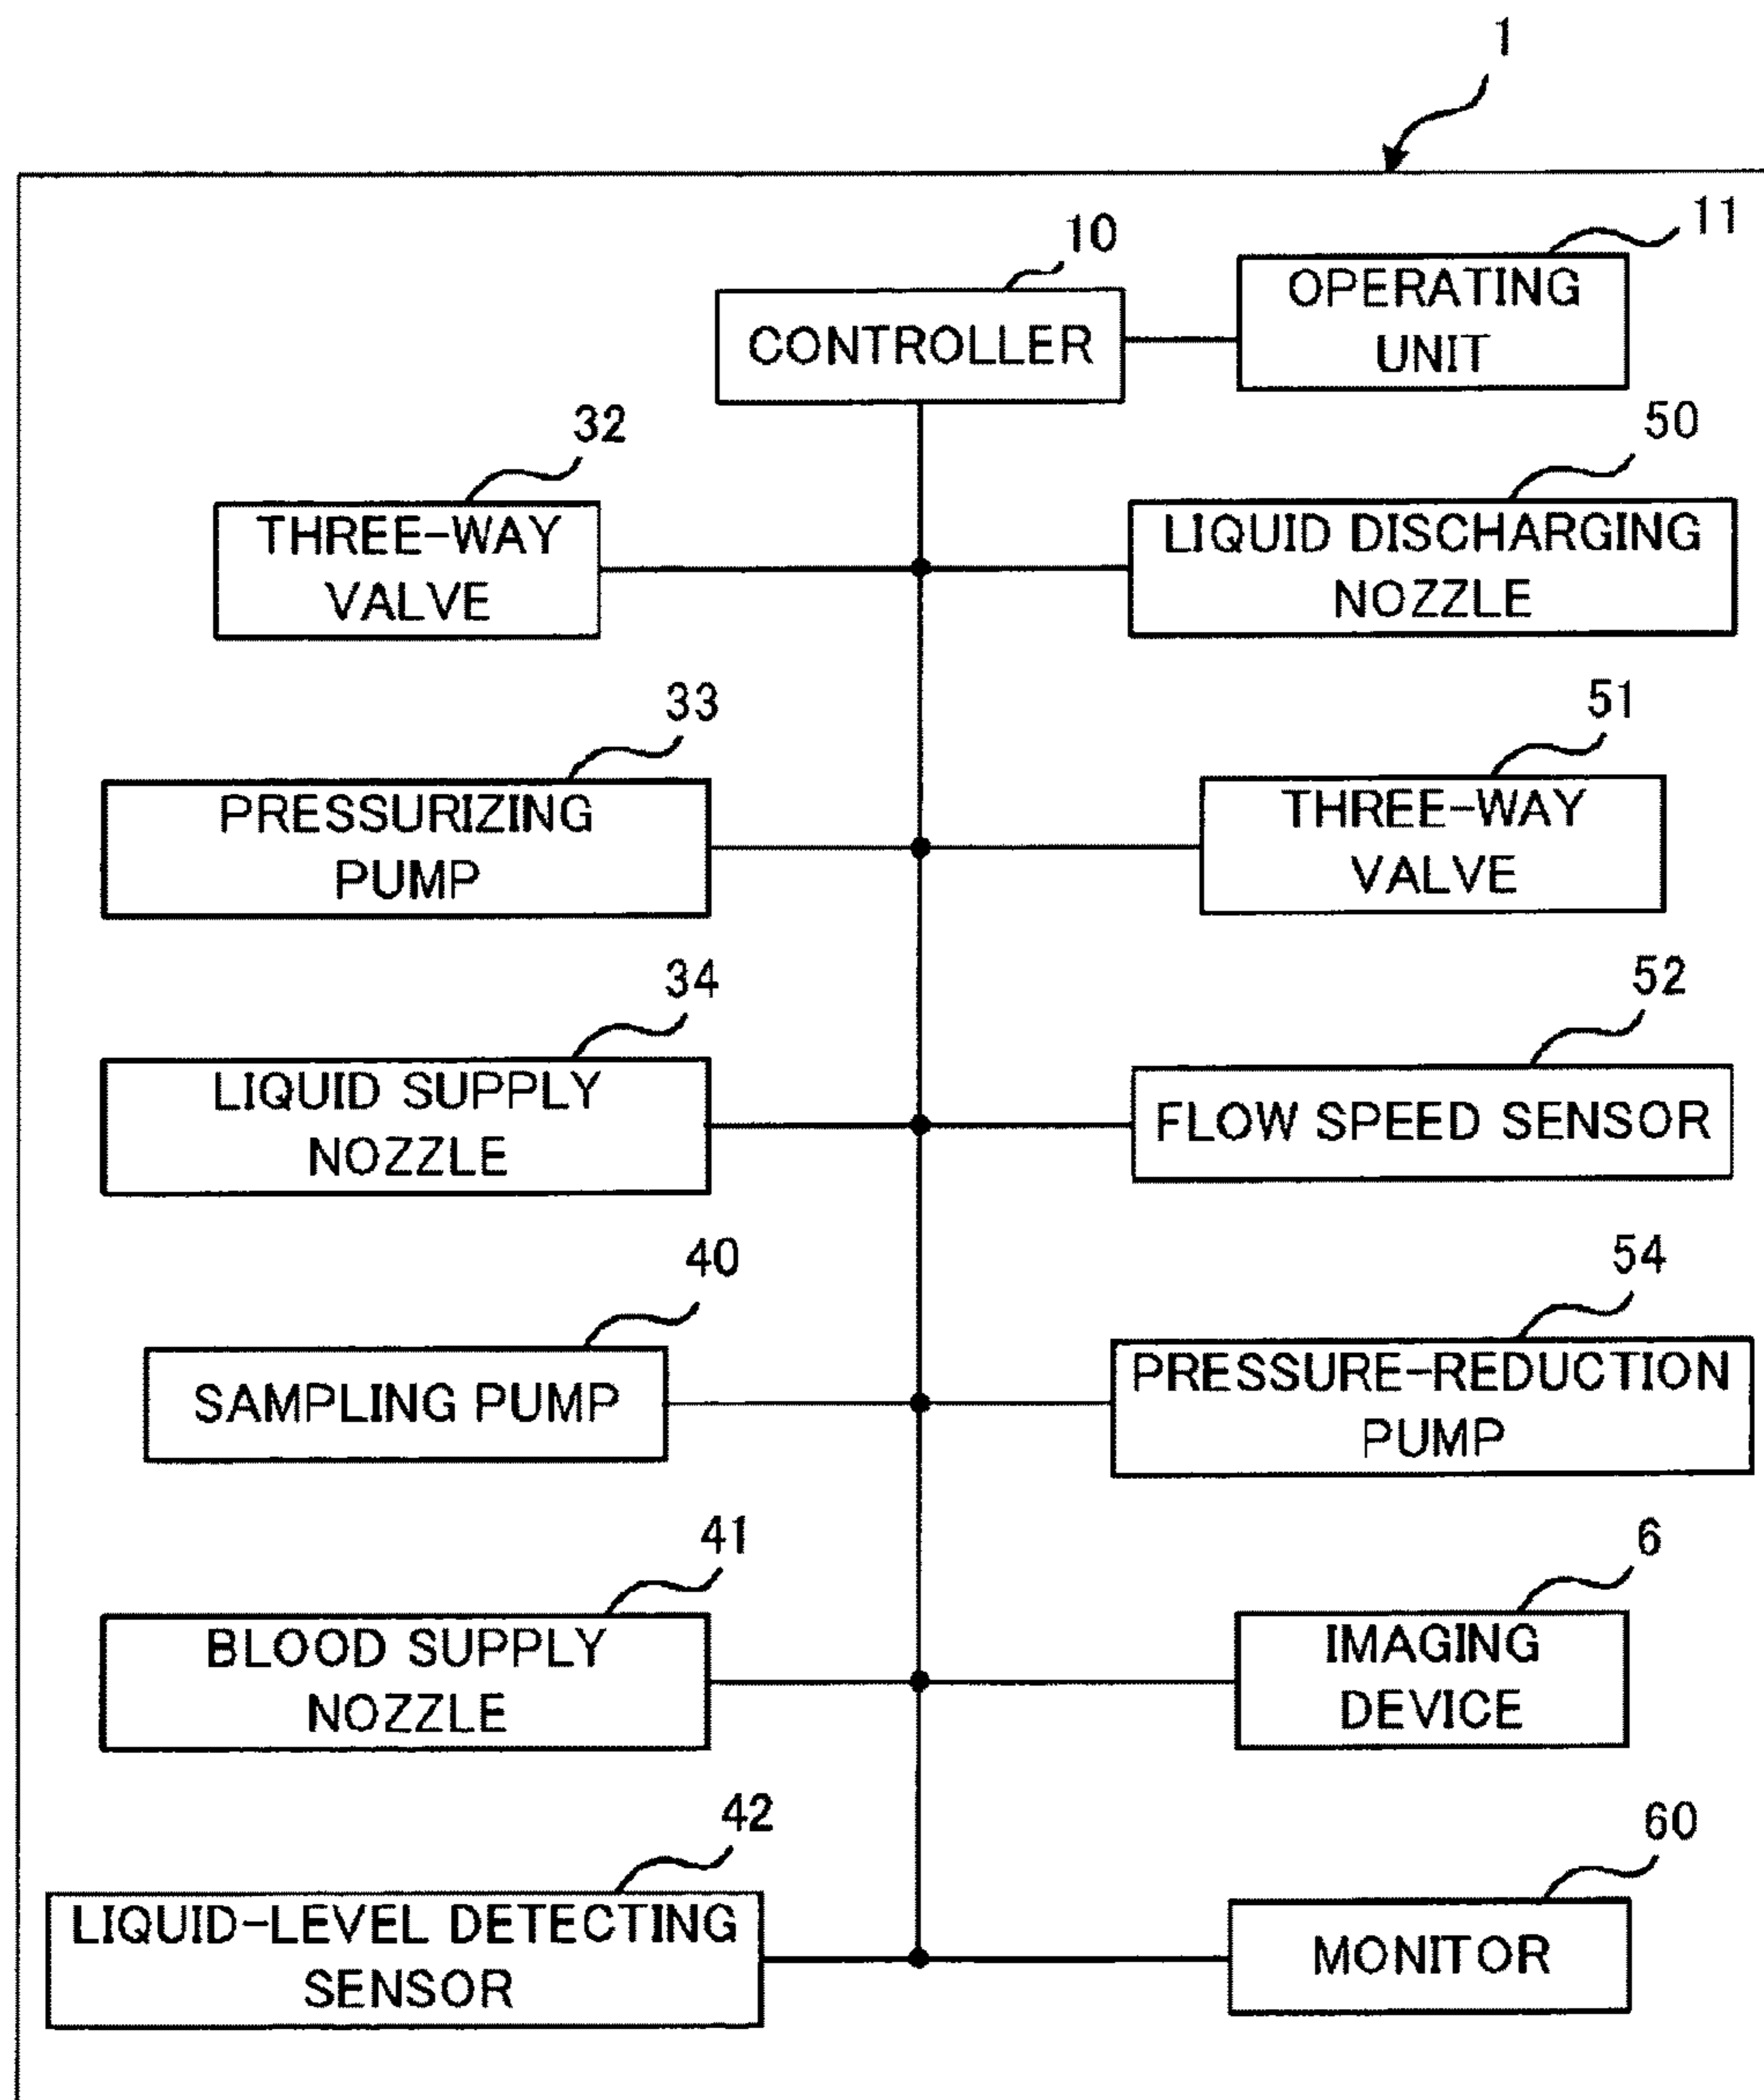 1
10
11
CONTROLLER
OPERATING
UNIT
32
50
THREE-WAY
VALVE
LIQUID DISCHARGING
NOZZLE
33
51
PRESSURIZING
PUMP
THREE-WAY
VALVE
34
52
LIQUID SUPPLY
NOZZLE
FLOW SPEED SENSOR
40
54
SAMPLING PUMP
PRESSURE-REDUCTION
PUMP
41
6
BLOOD SUPPLY
NOZZLE
IMAGING
DEVICE
42
60
LIQUID-LEVEL DETECTING
SENSOR
MONITOR